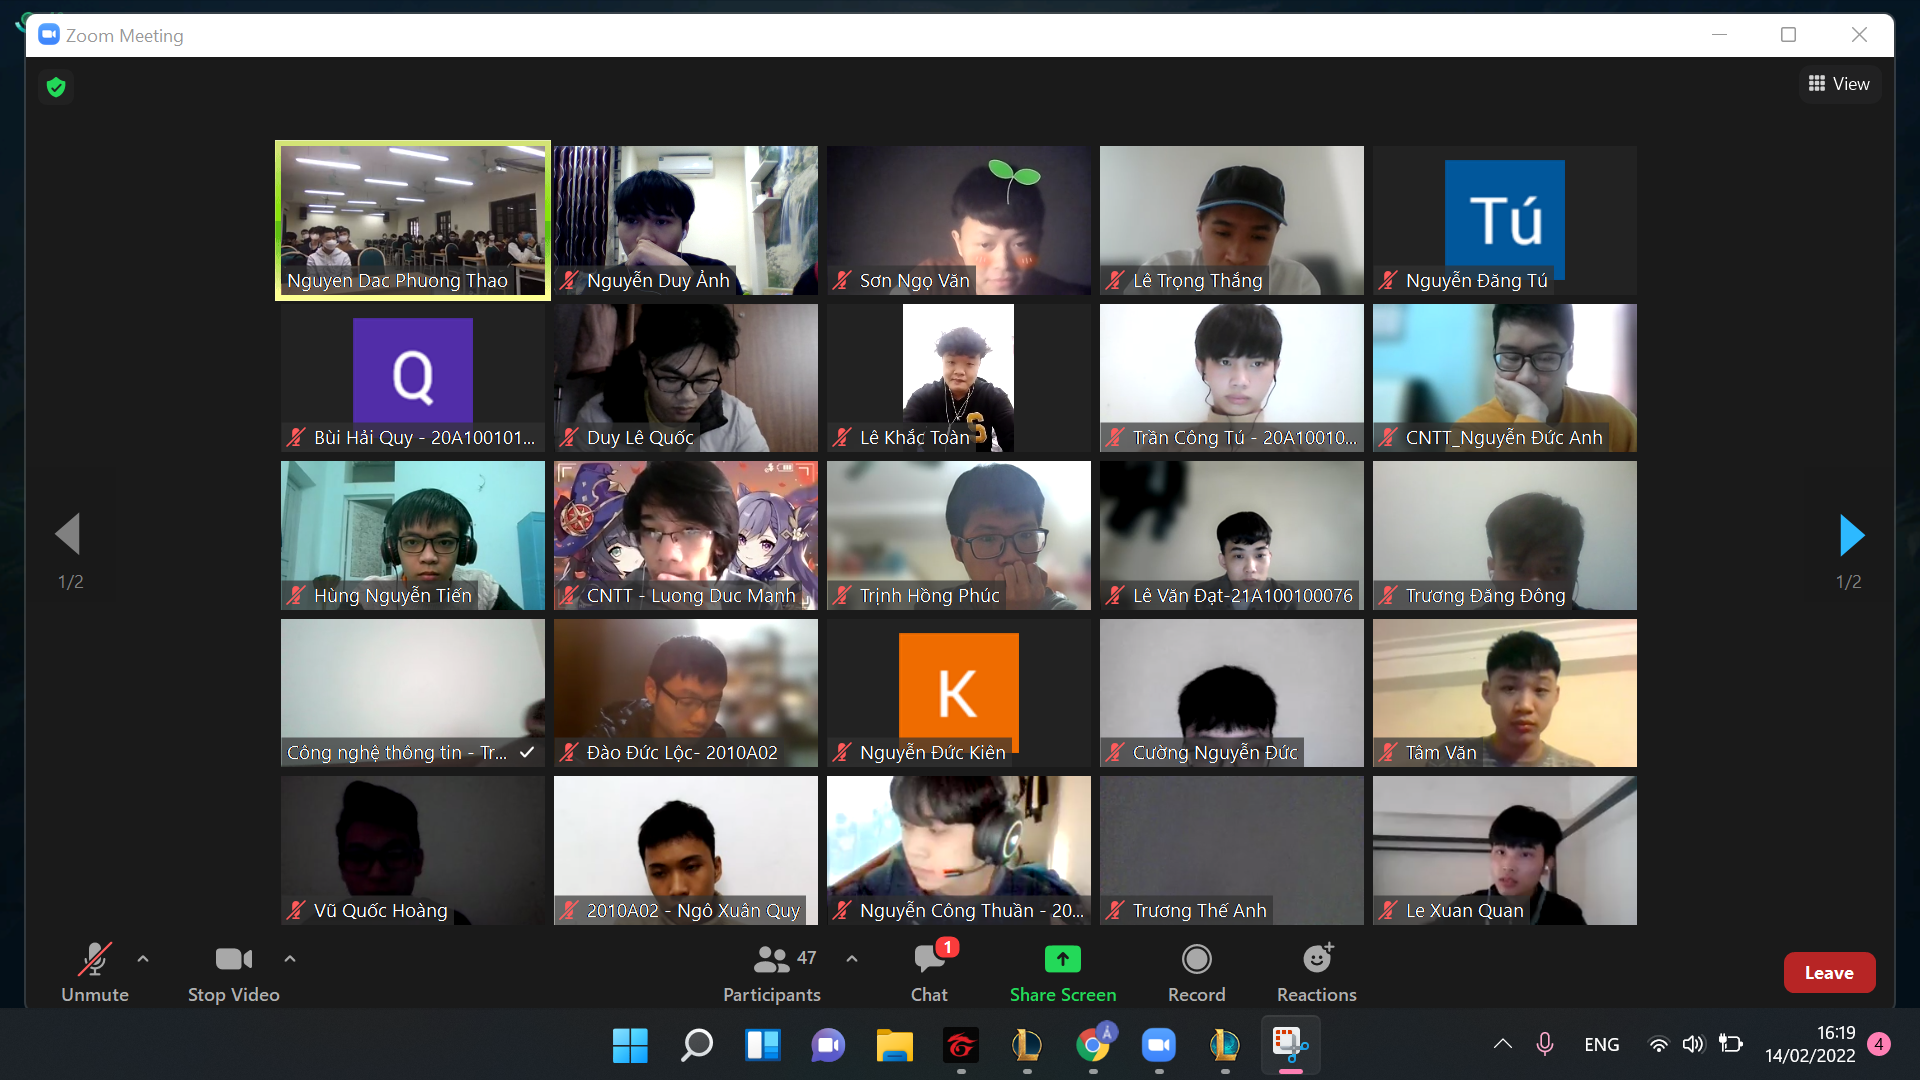 Zoom Meeting
View
Nguyen Dac Phuong Thao
Nguyễn Duy Ảnh
Sơn Ngọ Văn
Lê Trọng Thắng
Tú
Nguyễn Đăng Tú
Q
Bùi Hải Quy - 20A100101...
Duy Lê Quốc
S
Lê Khắc Toàn
Trần Công Tú - 20A10010...
CNTT_Nguyễn Đức Anh
1/2
Hùng Nguyễn Tiến
CNTT - Luong Duc Manh
Trịnh Hồng Phúc
Lê Văn Đạt-21A100100076
Trương Đăng Đông
1/2
Công nghệ thông tin - Tr...
Đào Đức Lộc- 2010A02
K
Nguyễn Đức Kiên
Cường Nguyễn Đức
Tâm Văn
Vũ Quốc Hoàng
2010A02 - Ngô Xuân Quy
Nguyễn Công Thuần - 20...
Trương Thế Anh
Le Xuan Quan
Unmute
Stop Video
47
Participants
1
Chat
Share Screen
Record
Reactions
Leave
ENG
16:19
14/02/2022
4